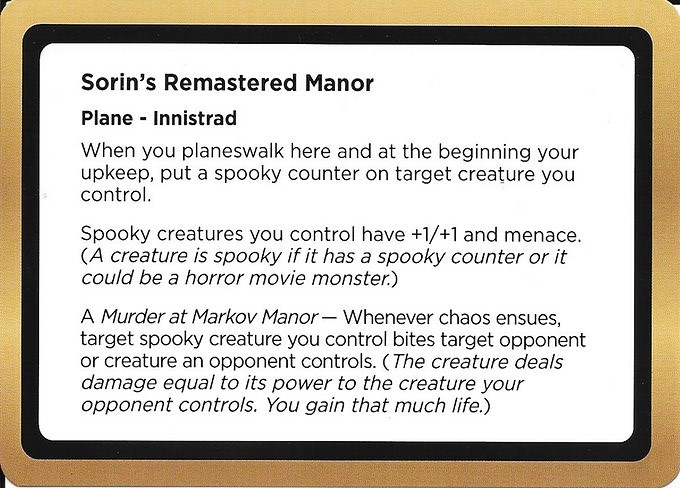 Sorin's Remastered Manor
Plane - Innistrad
When you planeswalk here and at the beginning your
upkeep, put a spooky counter on target creature you
control.
Spooky creatures you control have +1/+1 and menace.
(A creature is spooky if it has a spooky counter or it
could be a horror movie monster.)
A Murder at Markov Manor — Whenever chaos ensues,
target spooky creature you control bites target opponent
or creature an opponent controls. (The creature deals
damage equal to its power to the creature your
opponent controls. You gain that much life.)